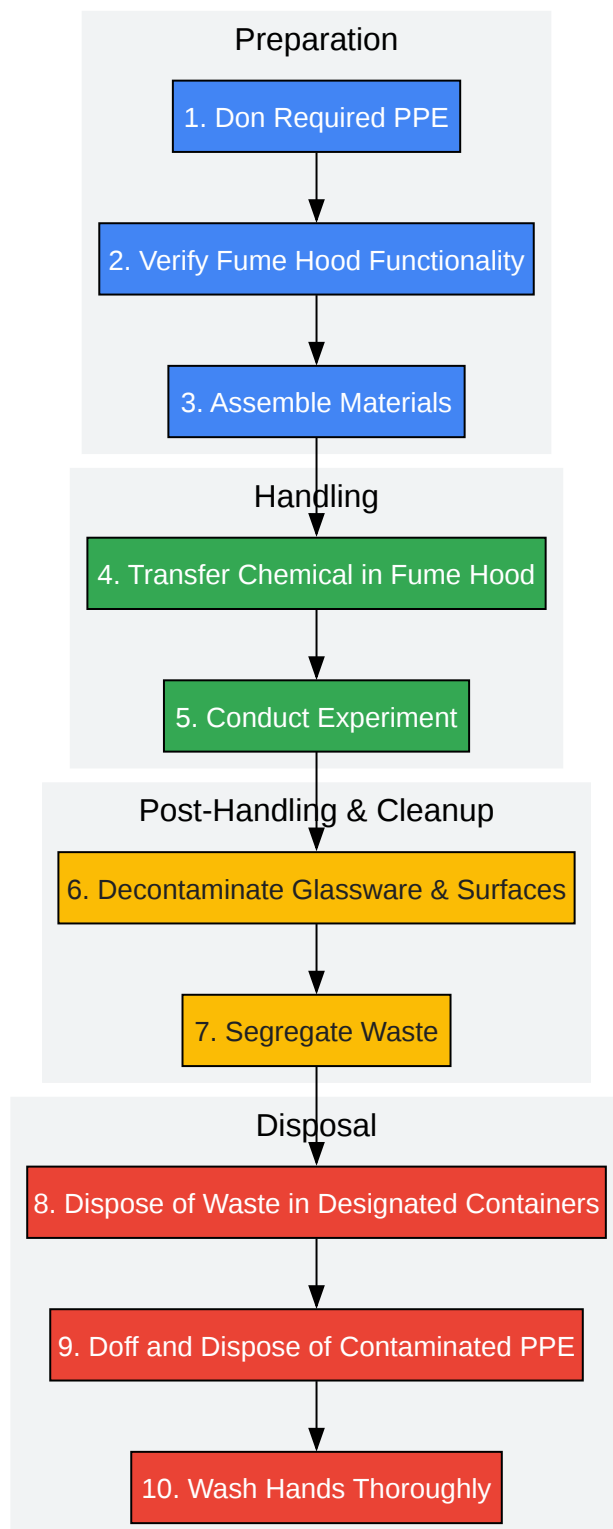 Preparation
1. Don Required PPE
2. Verify Fume Hood Functionality
3. Assemble Materials
Handling
4. Transfer Chemical in Fume Hood
5. Conduct Experiment
Post-Handling & Cleanup
6. Decontaminate Glassware & Surfaces
7. Segregate Waste
Disposal
8. Dispose of Waste in Designated Containers
9. Doff and Dispose of Contaminated PPE
10. Wash Hands Thoroughly